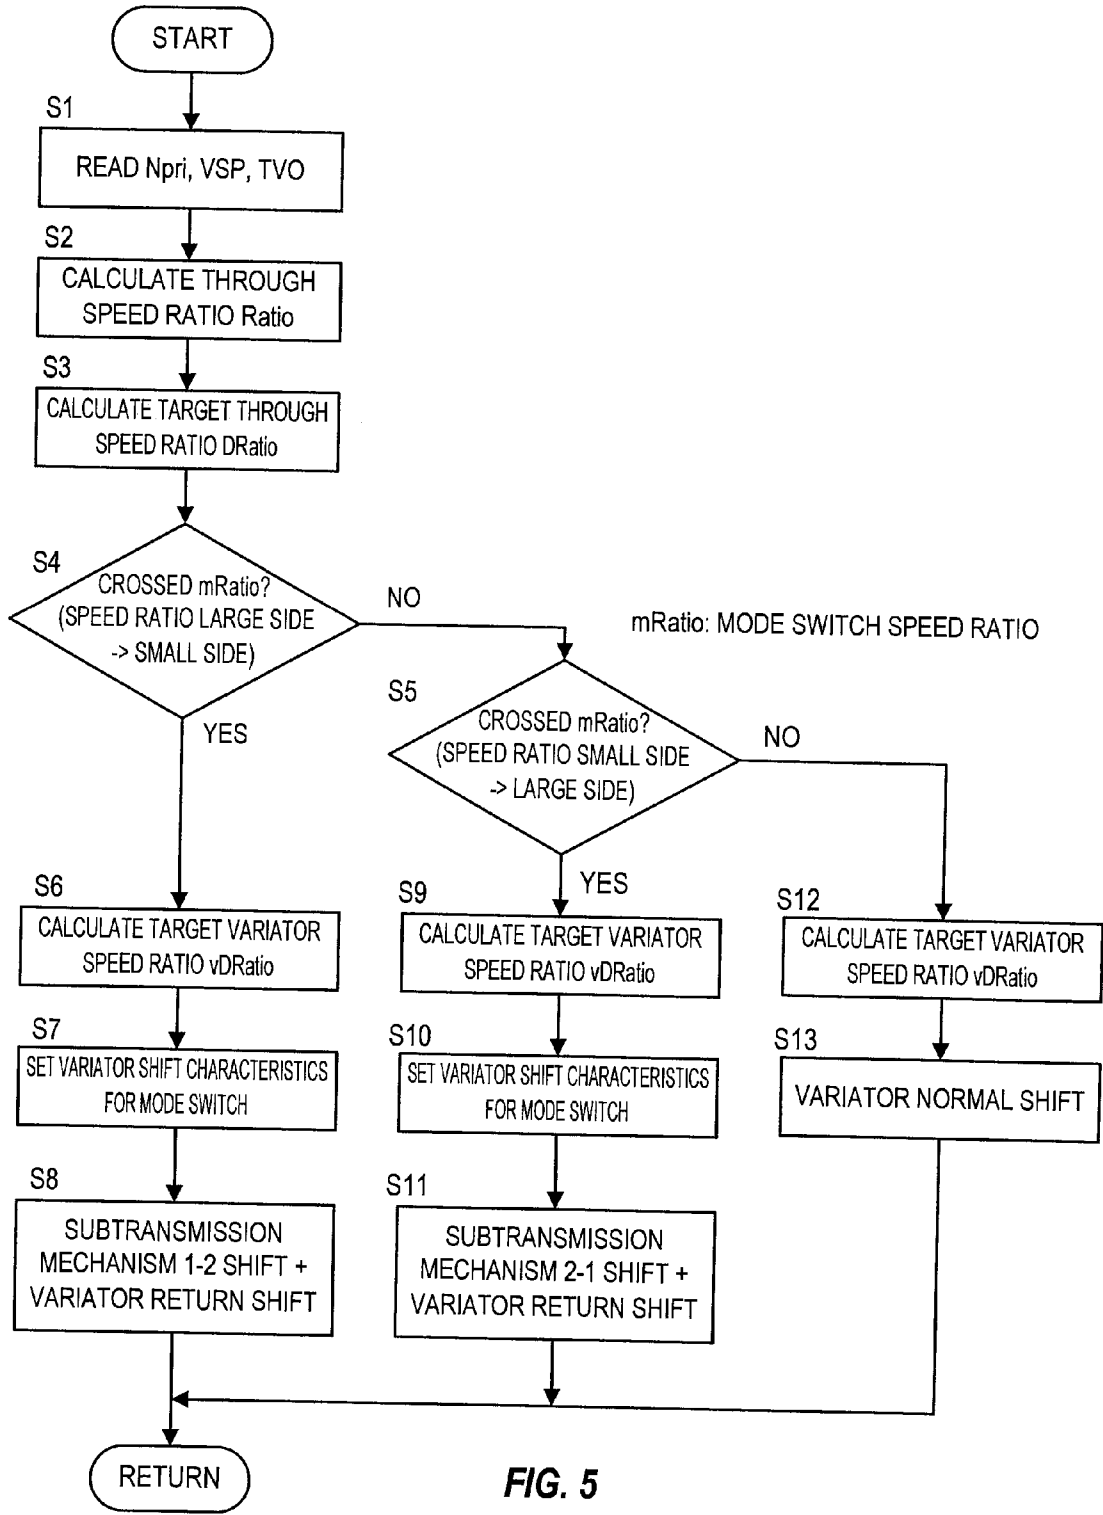 START
S1
READ Npri, VSP, TVO
S2
CALCULATE THROUGH
SPEED RATIO Ratio
S3
CALCULATE TARGET THROUGH
SPEED RATIO DRatio
S4
CROSSED mRatio?
(SPEED RATIO LARGE SIDE
-> SMALL SIDE)
NO
YES
mRatio: MODE SWITCH SPEED RATIO
S5
CROSSED mRatio?
(SPEED RATIO SMALL SIDE
-> LARGE SIDE)
NO
YES
S6
CALCULATE TARGET VARIATOR
SPEED RATIO vDRatio
S7
SET VARIATOR SHIFT CHARACTERISTICS
FOR MODE SWITCH
S8
SUBTRANSMISSION
MECHANISM 1-2 SHIFT +
VARIATOR RETURN SHIFT
S9
CALCULATE TARGET VARIATOR
SPEED RATIO vDRatio
S10
SET VARIATOR SHIFT CHARACTERISTICS
FOR MODE SWITCH
S11
SUBTRANSMISSION
MECHANISM 2-1 SHIFT +
VARIATOR RETURN SHIFT
S12
CALCULATE TARGET VARIATOR
SPEED RATIO vDRatio
S13
VARIATOR NORMAL SHIFT
RETURN
FIG. 5